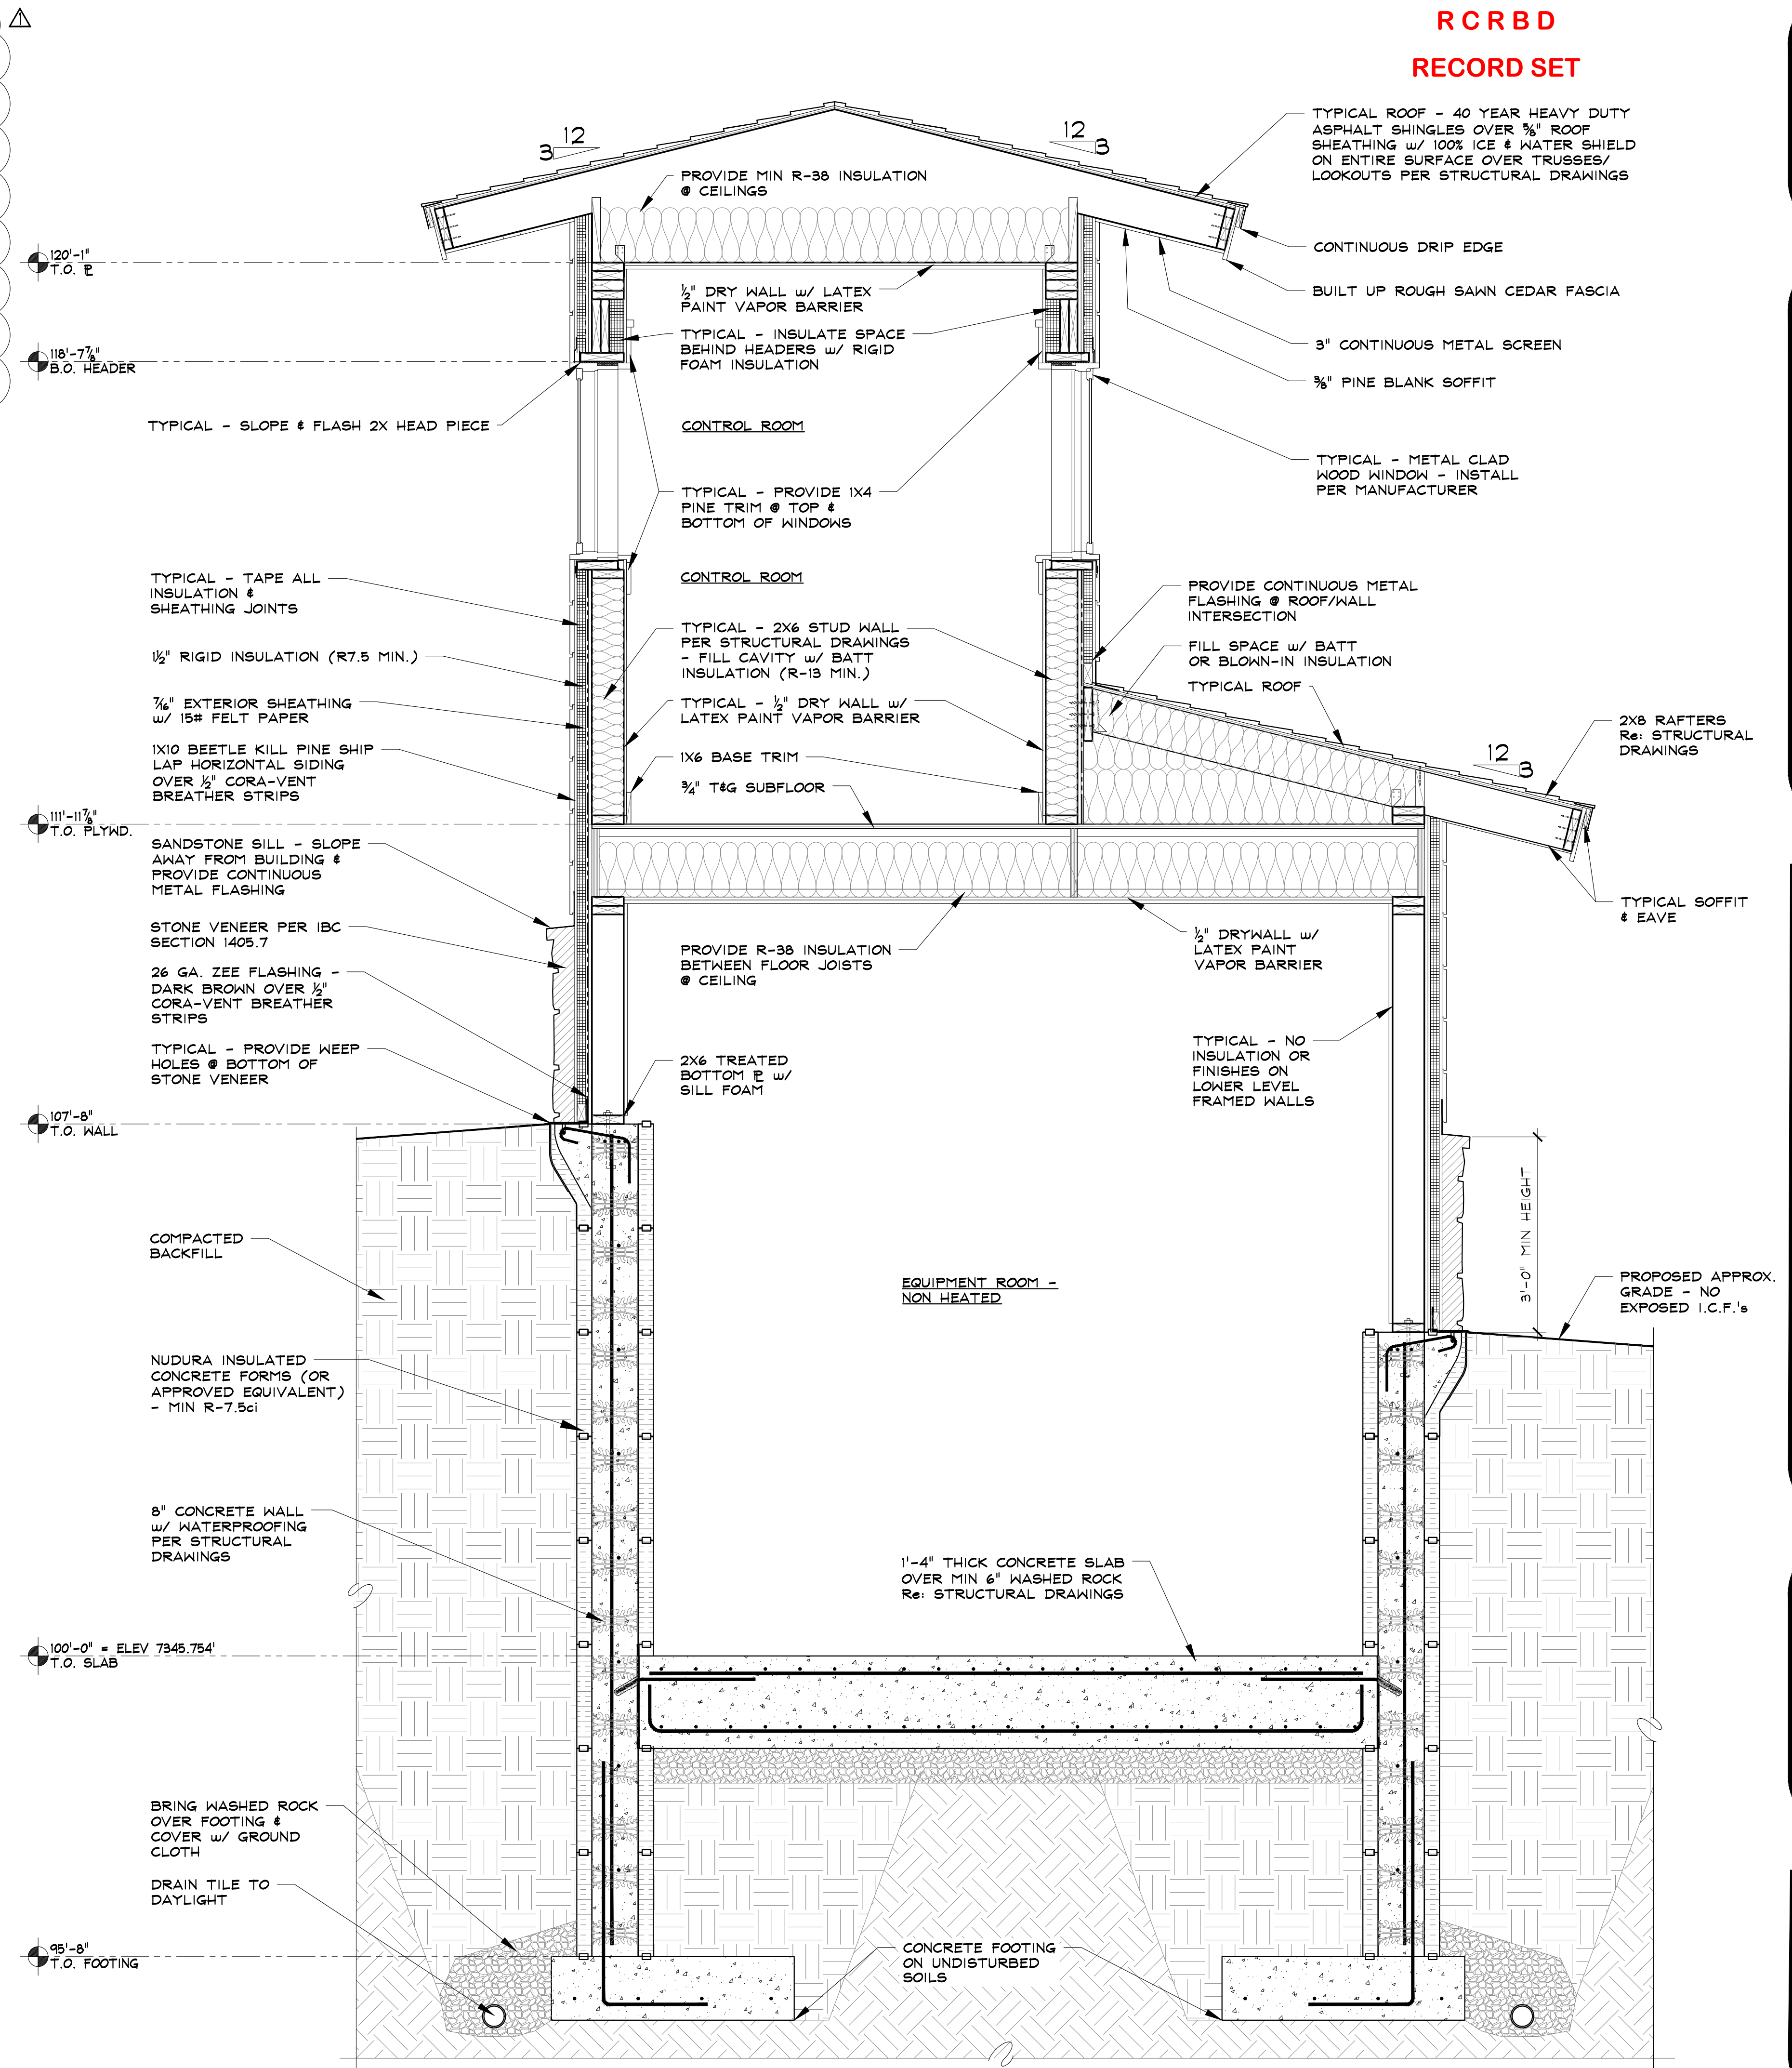 R C R B D
RECORD SET
TYPICAL ROOF - 40 YEAR HEAVY DUTY
ASPHALT SHINGLES OVER ⅝" ROOF
SHEATHING w/ 100% ICE & WATER SHIELD
ON ENTIRE SURFACE OVER TRUSSES/
LOOKOUTS PER STRUCTURAL DRAWINGS
12
3
12
3
PROVIDE MIN R-38 INSULATION
@ CEILINGS
CONTINUOUS DRIP EDGE
120'-1"
T.O. PL
BUILT UP ROUGH SAWN CEDAR FASCIA
½" DRY WALL w/ LATEX
PAINT VAPOR BARRIER
TYPICAL - INSULATE SPACE
BEHIND HEADERS w/ RIGID
FOAM INSULATION
3" CONTINUOUS METAL SCREEN
118'-7⅞"
B.O. HEADER
⅜" PINE BLANK SOFFIT
TYPICAL - SLOPE & FLASH 2X HEAD PIECE
CONTROL ROOM
TYPICAL - METAL CLAD
WOOD WINDOW - INSTALL
PER MANUFACTURER
TYPICAL - PROVIDE 1X4
PINE TRIM @ TOP &
BOTTOM OF WINDOWS
TYPICAL - TAPE ALL
INSULATION &
SHEATHING JOINTS
CONTROL ROOM
PROVIDE CONTINUOUS METAL
FLASHING @ ROOF/WALL
INTERSECTION
TYPICAL - 2X6 STUD WALL
PER STRUCTURAL DRAWINGS
- FILL CAVITY w/ BATT
INSULATION (R-13 MIN.)
FILL SPACE w/ BATT
OR BLOWN-IN INSULATION
1½" RIGID INSULATION (R7.5 MIN.)
TYPICAL ROOF
7/16" EXTERIOR SHEATHING
w/ 15# FELT PAPER
TYPICAL - ½" DRY WALL w/
LATEX PAINT VAPOR BARRIER
2X8 RAFTERS
Re: STRUCTURAL
DRAWINGS
1X10 BEETLE KILL PINE SHIP
LAP HORIZONTAL SIDING
OVER ½" CORA-VENT
BREATHER STRIPS
1X6 BASE TRIM
12
3
¾" T&G SUBFLOOR
111'-11⅞"
T.O. PLYWD.
SANDSTONE SILL - SLOPE
AWAY FROM BUILDING &
PROVIDE CONTINUOUS
METAL FLASHING
TYPICAL SOFFIT
& EAVE
STONE VENEER PER IBC
SECTION 1405.7
PROVIDE R-38 INSULATION
BETWEEN FLOOR JOISTS
@ CEILING
½" DRYWALL w/
LATEX PAINT
VAPOR BARRIER
26 GA. ZEE FLASHING -
DARK BROWN OVER ½"
CORA-VENT BREATHER
STRIPS
TYPICAL - PROVIDE WEEP
HOLES @ BOTTOM OF
STONE VENEER
2X6 TREATED
BOTTOM PL w/
SILL FOAM
TYPICAL - NO
INSULATION OR
FINISHES ON
LOWER LEVEL
FRAMED WALLS
107'-8"
T.O. WALL
3'-0" MIN HEIGHT
COMPACTED
BACKFILL
EQUIPMENT ROOM -
NON HEATED
PROPOSED APPROX.
GRADE - NO
EXPOSED I.C.F.'s
NUDURA INSULATED
CONCRETE FORMS (OR
APPROVED EQUIVALENT)
- MIN R-7.5ci
8" CONCRETE WALL
w/ WATERPROOFING
PER STRUCTURAL
DRAWINGS
1'-4" THICK CONCRETE SLAB
OVER MIN 6" WASHED ROCK
Re: STRUCTURAL DRAWINGS
100'-0" = ELEV 7345.754'
T.O. SLAB
BRING WASHED ROCK
OVER FOOTING &
COVER w/ GROUND
CLOTH
DRAIN TILE TO
DAYLIGHT
95'-8"
T.O. FOOTING
CONCRETE FOOTING
ON UNDISTURBED
SOILS